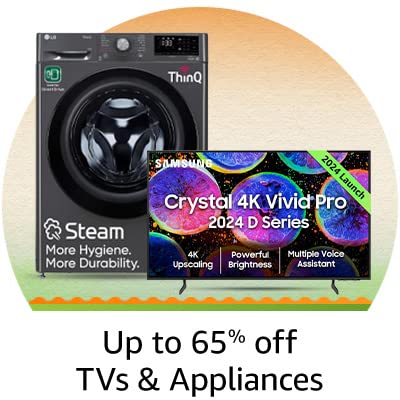 LG
ThinQ
Steam
More Hygiene.
More Durability.
SAMSUNG
2024 Launch
Crystal 4K Vivid Pro
2024 D Series
4K
Upscaling
Powerful
Brightness
Multiple Voice
Assistant
Up to 65% off
TVs & Appliances